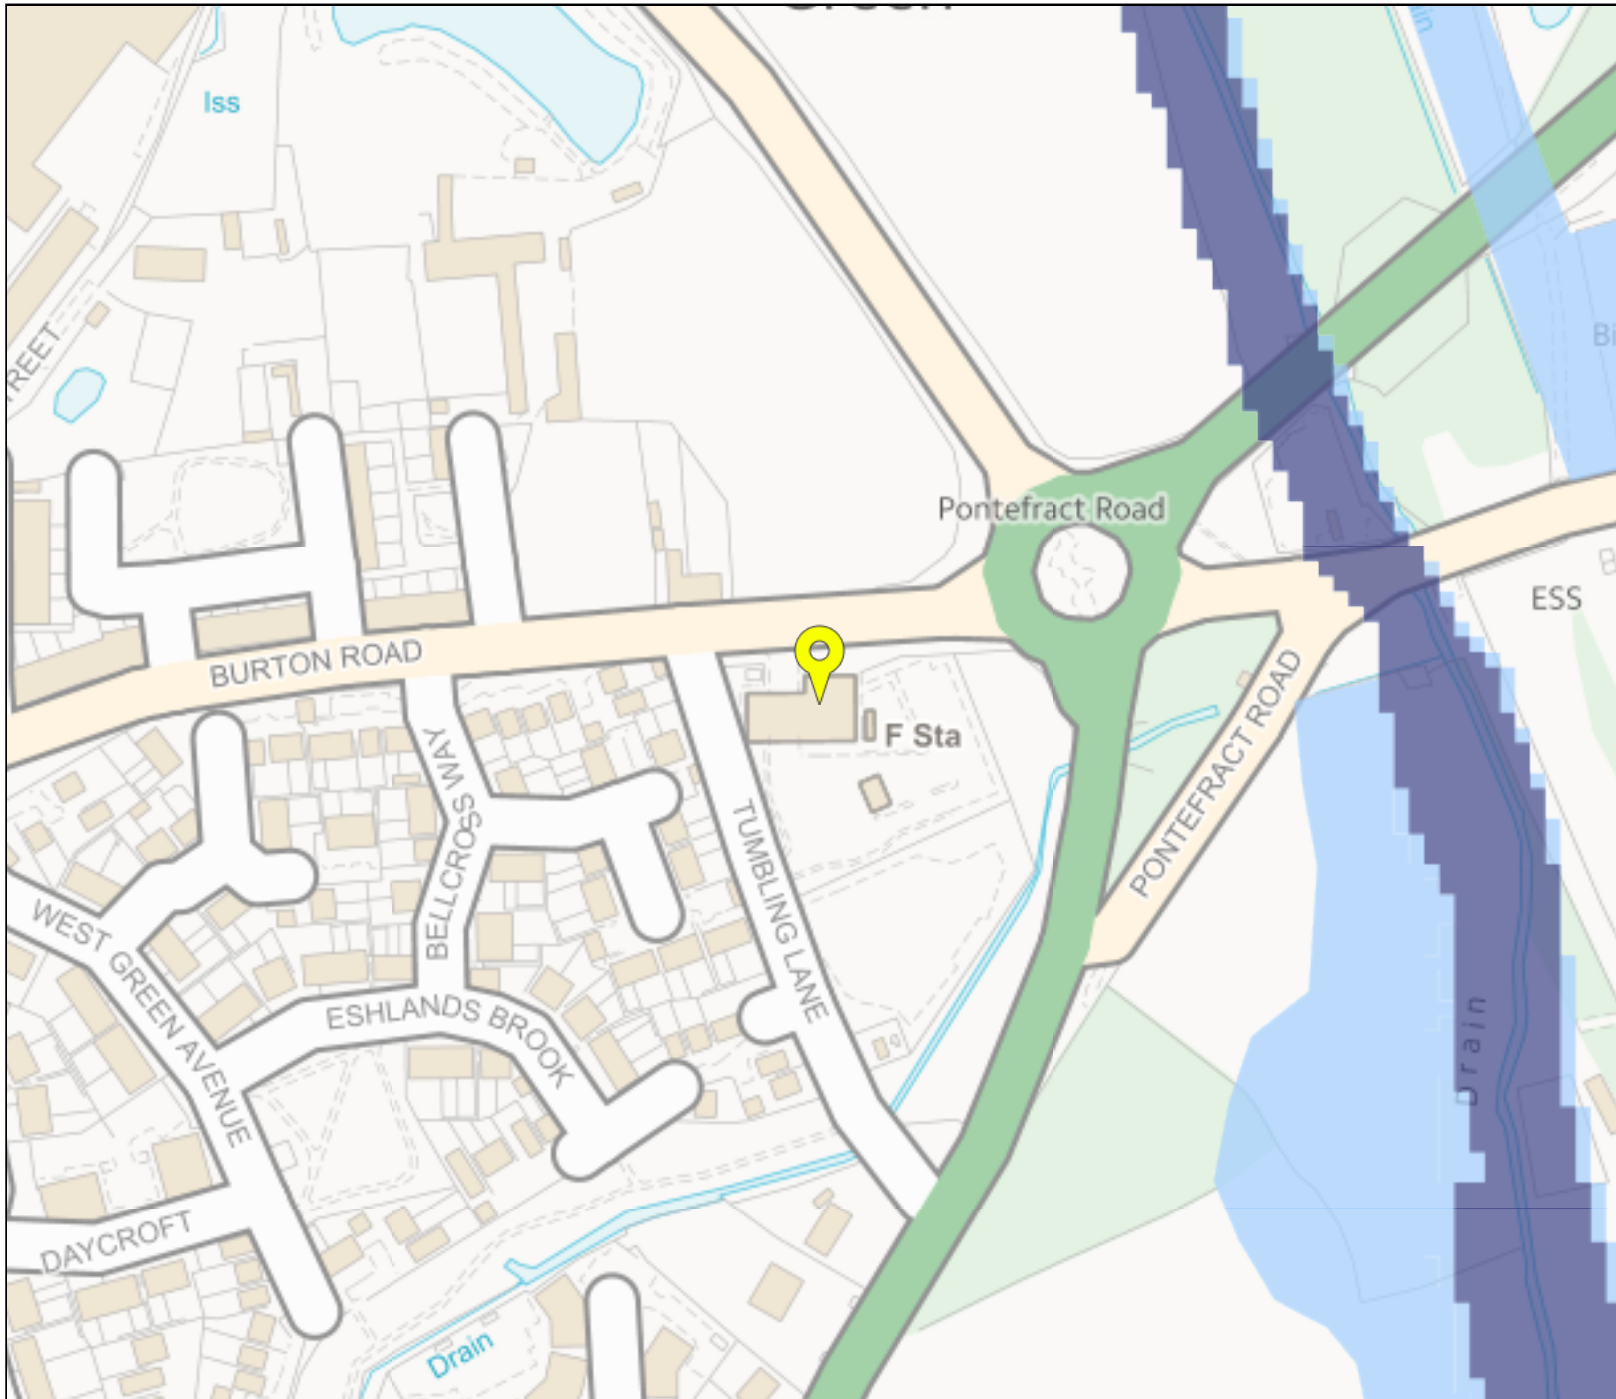 Iss
TREET
Pontefract Road
BURTON ROAD
ESS
F Sta
BELLCROSS WAY
TUMBLING LANE
PONTEFRACT ROAD
WEST GREEN AVENUE
ESHLANDS BROOK
Drain
DAYCROFT
Drain